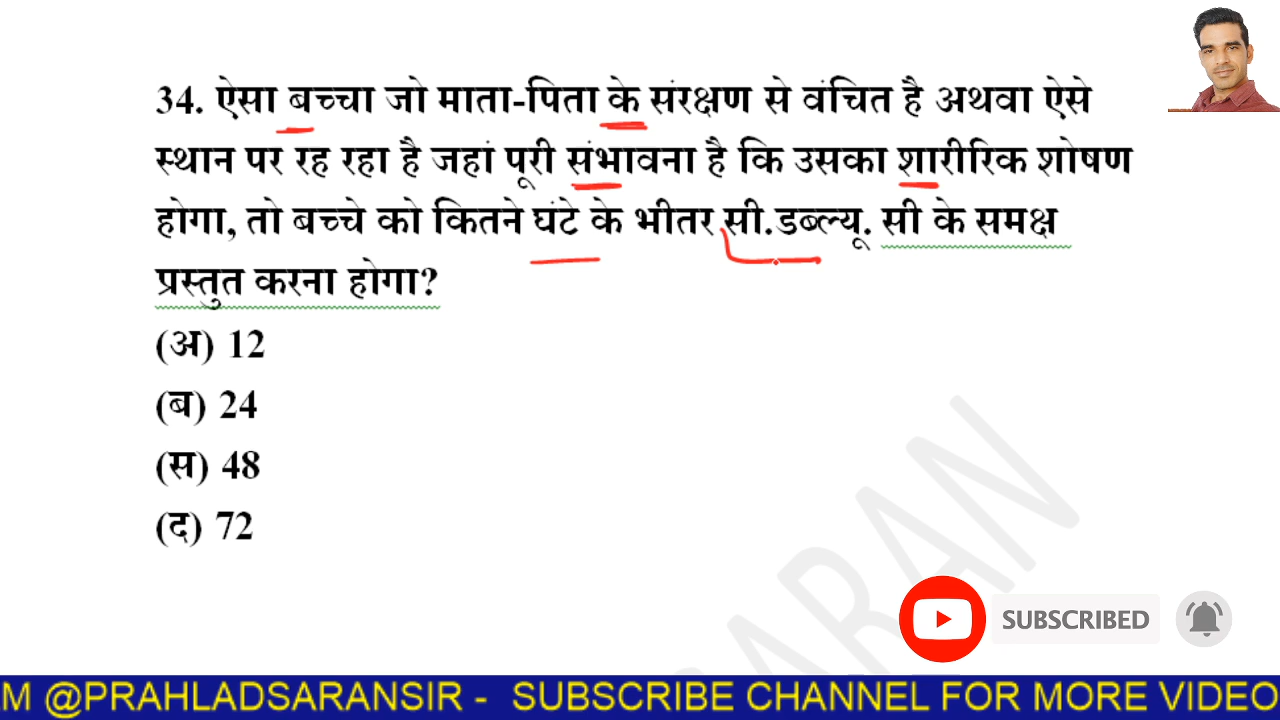 34. ऐसा बच्चा जो माता-पिता के संरक्षण से वंचित है अथवा ऐसे
स्थान पर रह रहा है जहां पूरी संभावना है कि उसका शारीरिक शोषण
होगा, तो बच्चे को कितने घंटे के भीतर सी.डब्ल्यू. सी के समक्ष
प्रस्तुत करना होगा?
(अ) 12
(ब) 24
(स) 48
(द) 72
ARAN
SUBSCRIBED
M @PRAHLADSARANSIR - SUBSCRIBE CHANNEL FOR MORE VIDEO